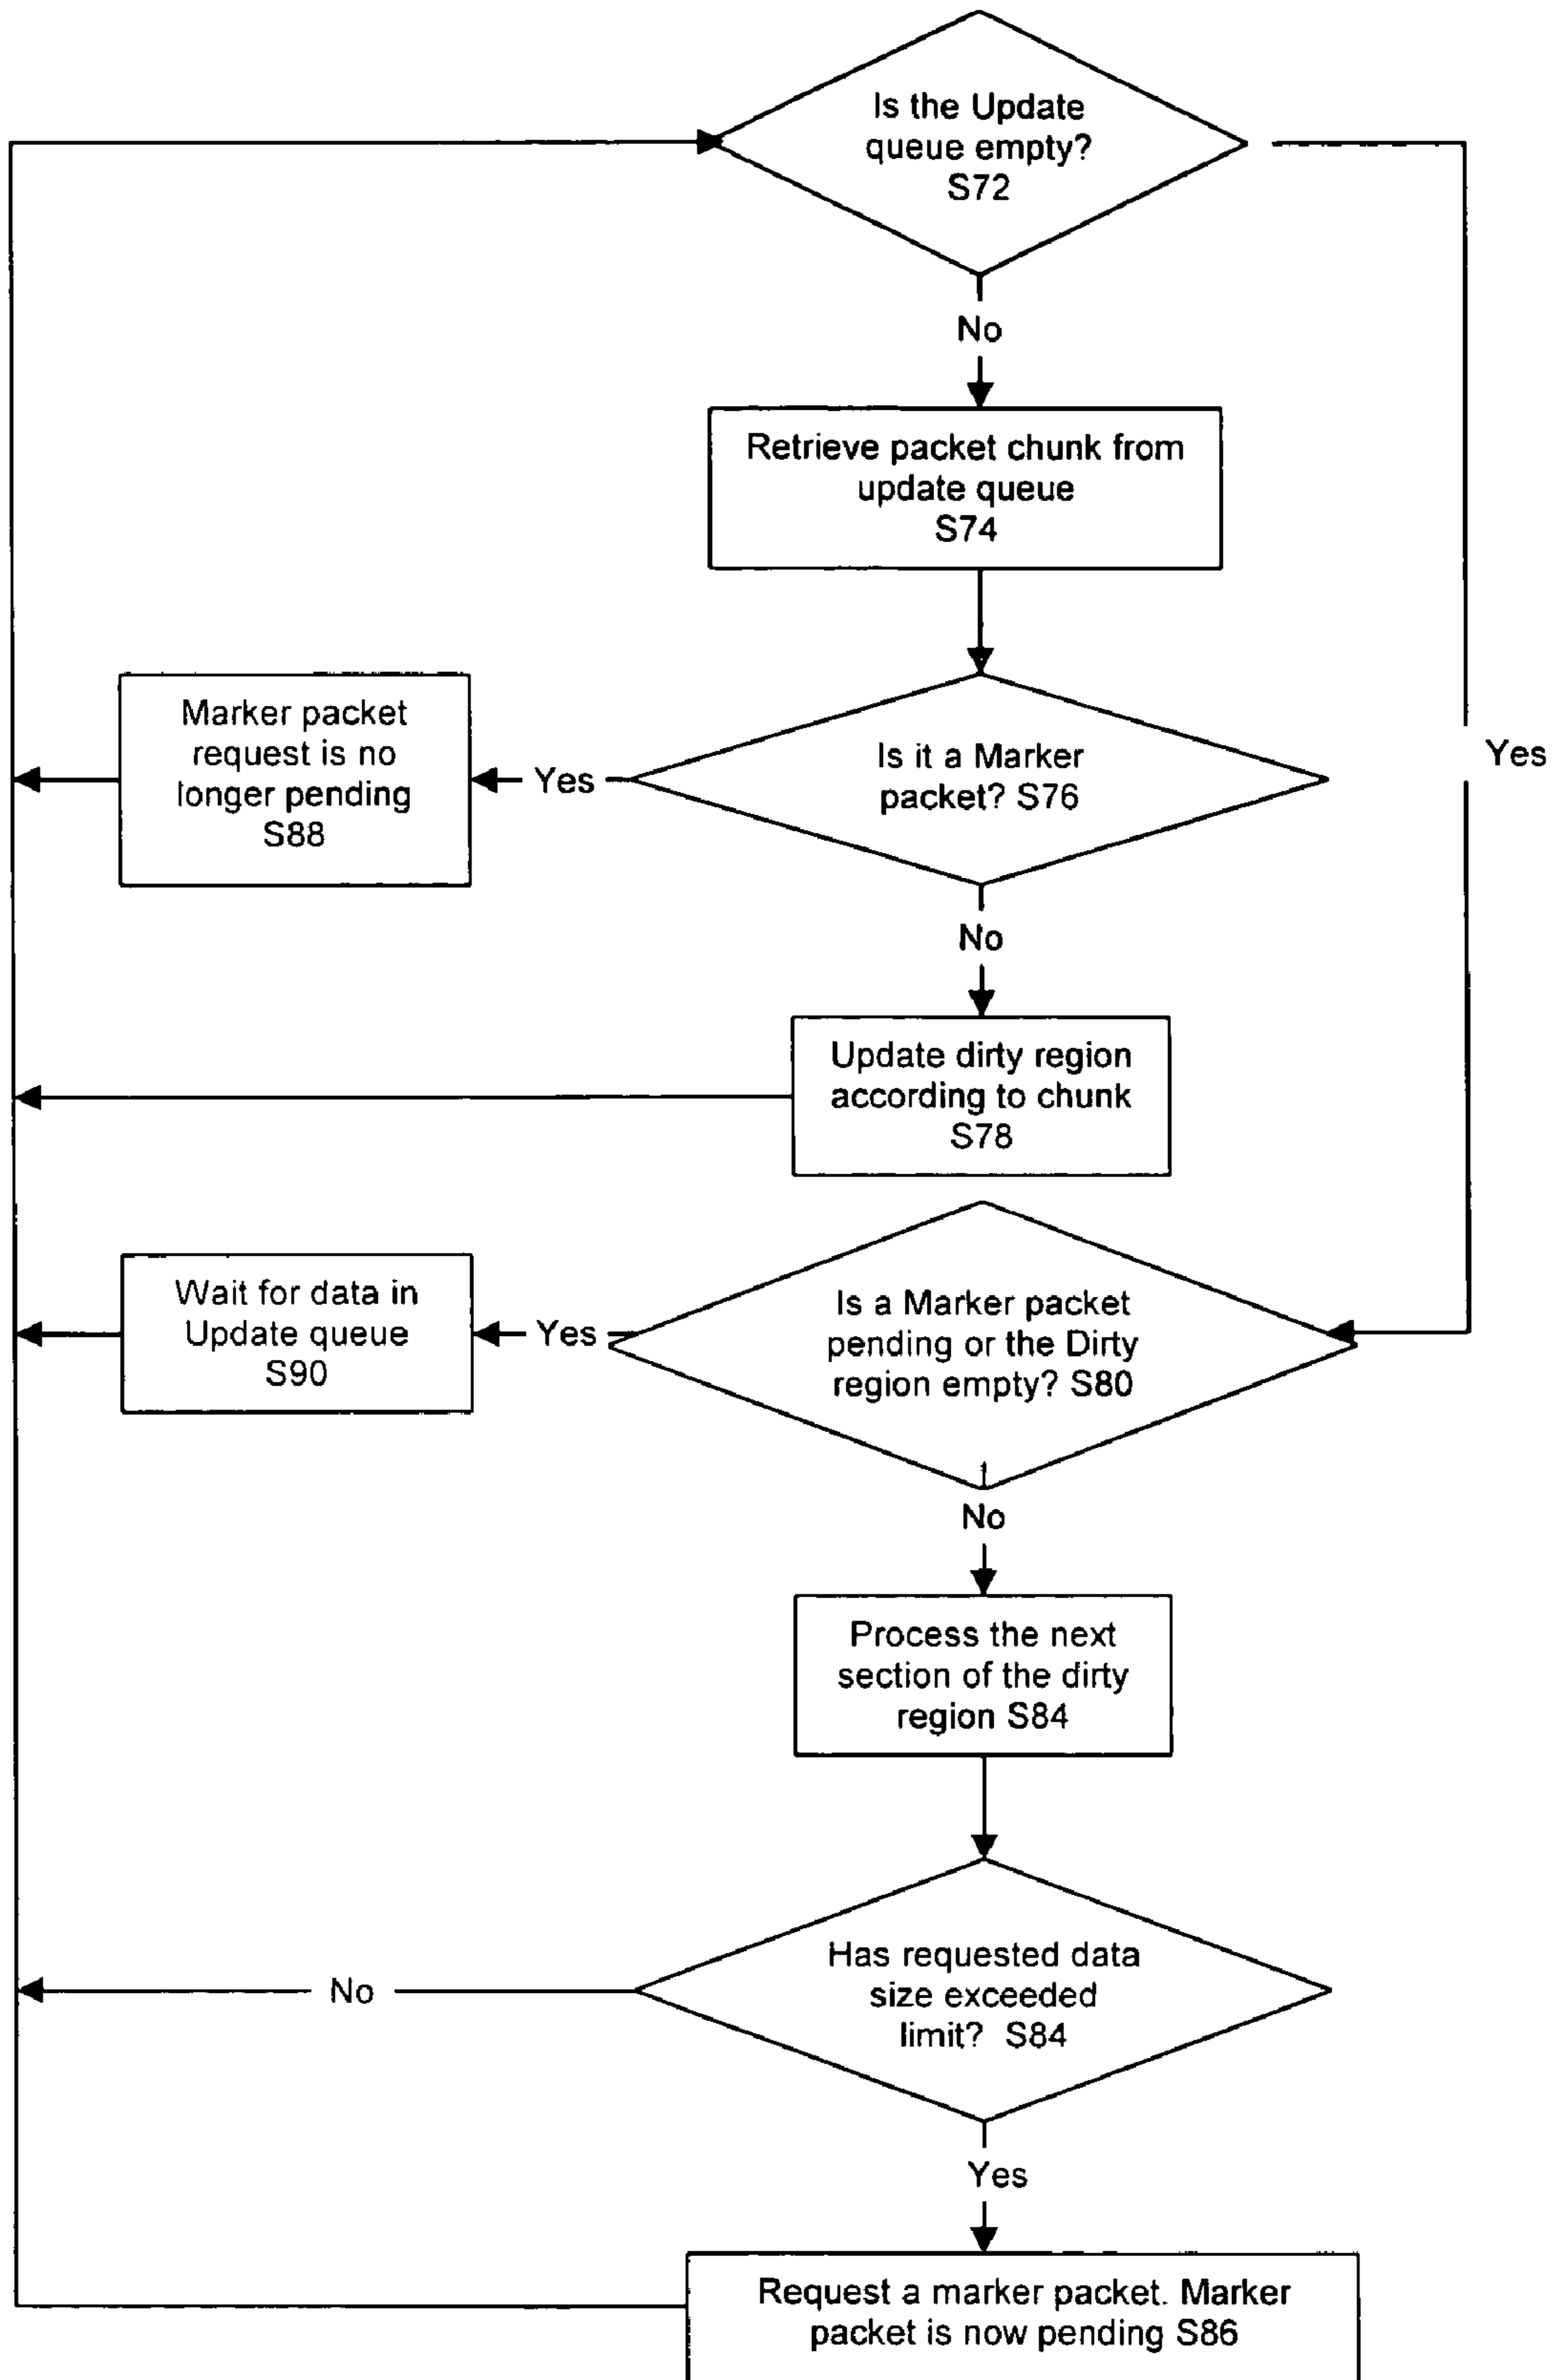 Is the Update
queue empty?
S72
No
Retrieve packet chunk from
update queue
S74
Marker packet
request is no
longer pending
S88
Yes
Is it a Marker
packet? S76
Yes
No
Update dirty region
according to chunk
S78
Wait for data in
Update queue
S90
Yes
Is a Marker packet
pending or the Dirty
region empty? S80
No
Process the next
section of the dirty
region S84
Has requested data
size exceeded
limit? S84
No
Yes
Request a marker packet. Marker
packet is now pending S86